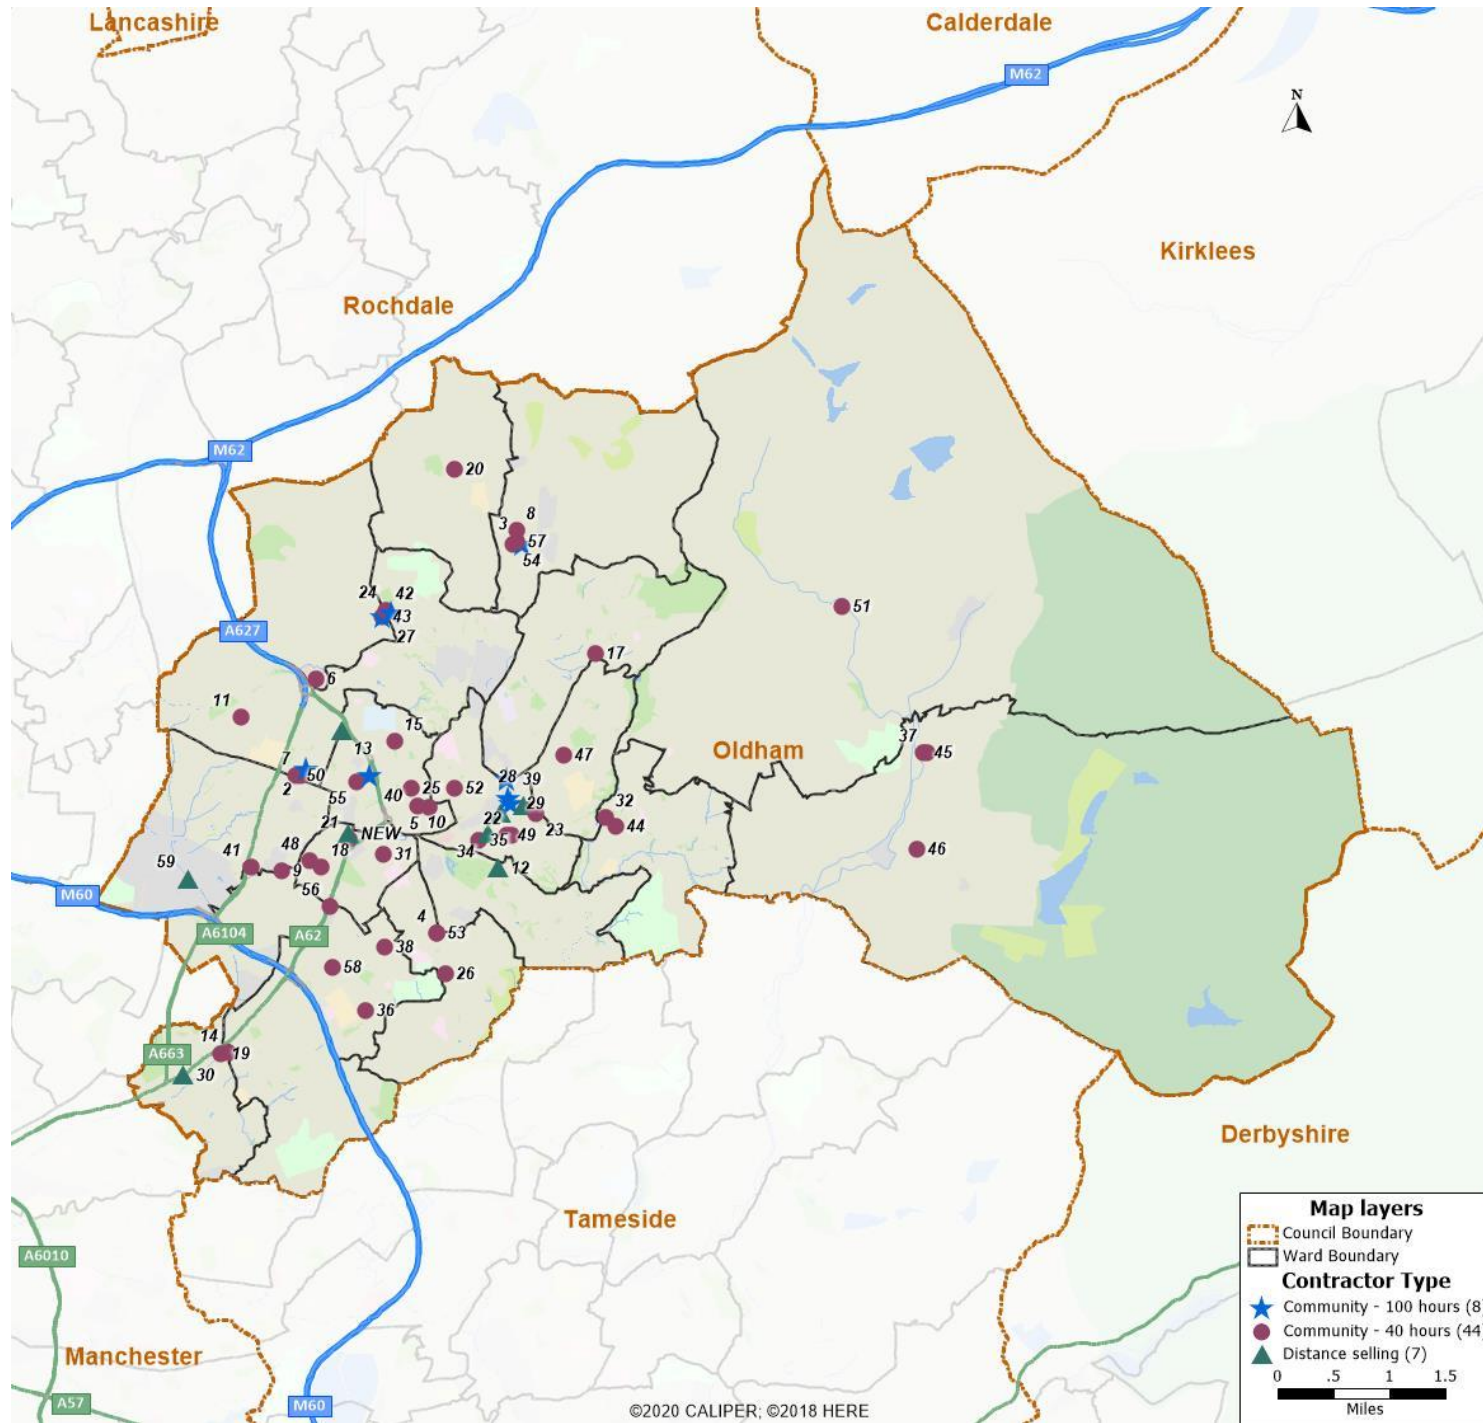 Lancashire
Calderdale
M62
N
Kirklees
Rochdale
M62
20
3
8
57
54
24
42
43
27
51
A627
17
6
11
15
37
13
Oldham
45
47
7
50
2
28
39
55
40
25
52
32
29
5
10
22
23
44
21
NEW
34
35
49
46
48
18
31
41
9
12
59
56
M60
4
A6104
A62
53
38
58
26
36
14
19
A663
30
Derbyshire
Tameside
A6010
Manchester
A57
M60
Map layers
Council Boundary
Ward Boundary
Contractor Type
Community - 100 hours (8)
Community - 40 hours (44)
Distance selling (7)
0 .5 1 1.5
Miles
©2020 CALIPER; ©2018 HERE